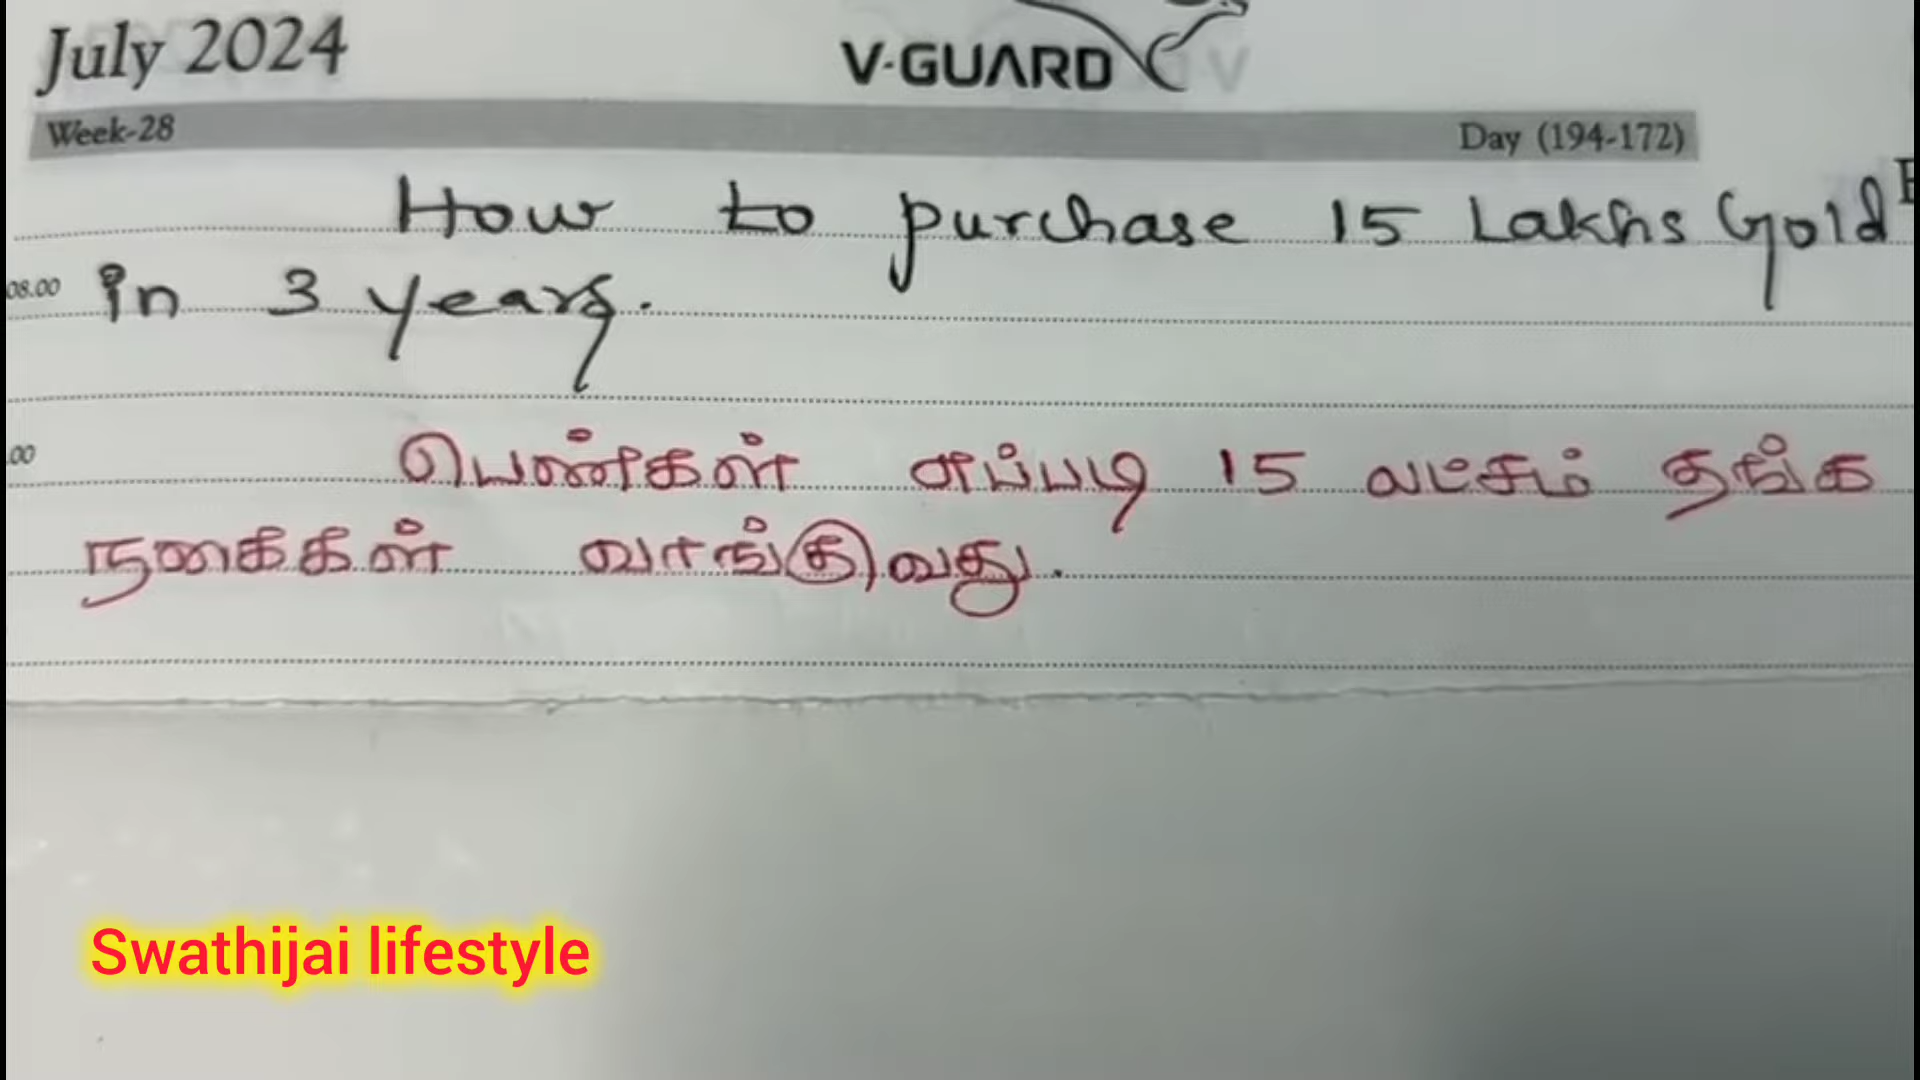 July 2024
V-GUARD
Week-28
Day (194-172)
How to purchase 15 Lakhs Gold
08.00 in 3 years.
.00 பெண்கள் எப்படி 15 லட்சம் தங்க
நகைகள் வாங்குவது.
Swathijai lifestyle